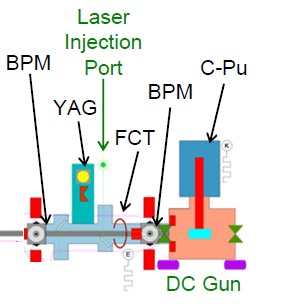 Laser
Injection
Port
BPM
C-Pu
BPM
YAG
FCT
K
E
DC Gun